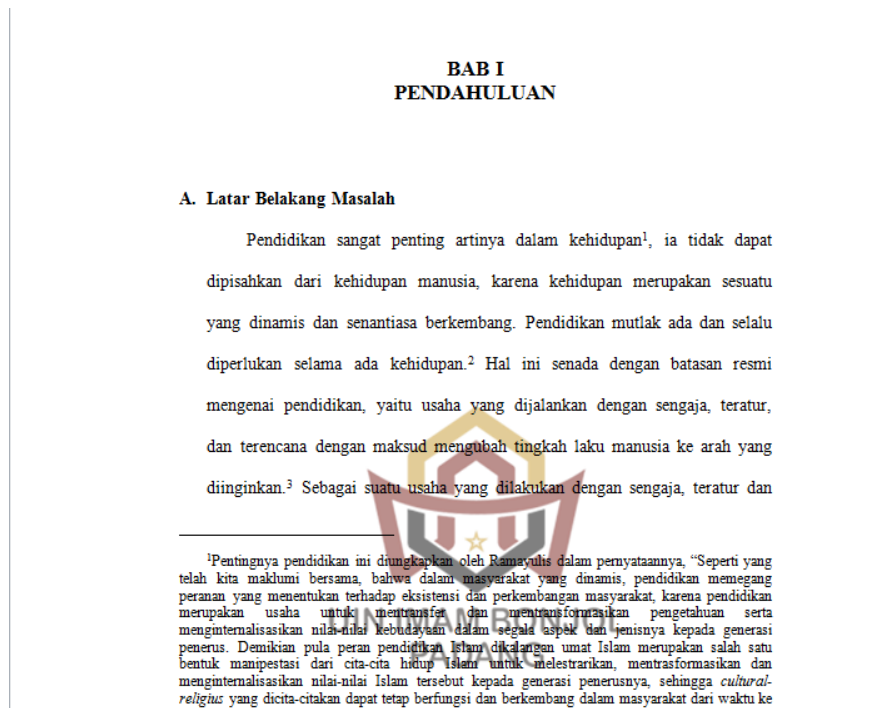 BAB I
PENDAHULUAN
A. Latar Belakang Masalah
Pendidikan sangat penting artinya dalam kehidupan¹, ia tidak dapat
dipisahkan dari kehidupan manusia, karena kehidupan merupakan sesuatu
yang dinamis dan senantiasa berkembang. Pendidikan mutlak ada dan selalu
diperlukan selama ada kehidupan.² Hal ini senada dengan batasan resmi
mengenai pendidikan, yaitu usaha yang dijalankan dengan sengaja, teratur,
dan terencana dengan maksud mengubah tingkah laku manusia ke arah yang
diinginkan.³ Sebagai suatu usaha yang dilakukan dengan sengaja, teratur dan
¹Pentingnya pendidikan ini diungkapkan oleh Ramayulis dalam pernyataannya, “Seperti yang
telah kita maklumi bersama, bahwa dalam masyarakat yang dinamis, pendidikan memegang
peranan yang menentukan terhadap eksistensi dan perkembangan masyarakat, karena pendidikan
merupakan usaha untuk mentransfer dan mentransformasikan pengetahuan serta
menginternalisasikan nilai-nilai kebudayaan dalam segala aspek dan jenisnya kepada generasi
penerus. Demikian pula peran pendidikan Islam dikalangan umat Islam merupakan salah satu
bentuk manipestasi dari cita-cita hidup Islam untuk melestrarikan, mentrasformasikan dan
menginternalisasikan nilai-nilai Islam tersebut kepada generasi penerusnya, sehingga cultural-
religius yang dicita-citakan dapat tetap berfungsi dan berkembang dalam masyarakat dari waktu ke
UIN IMAM BONJOL
PADANG